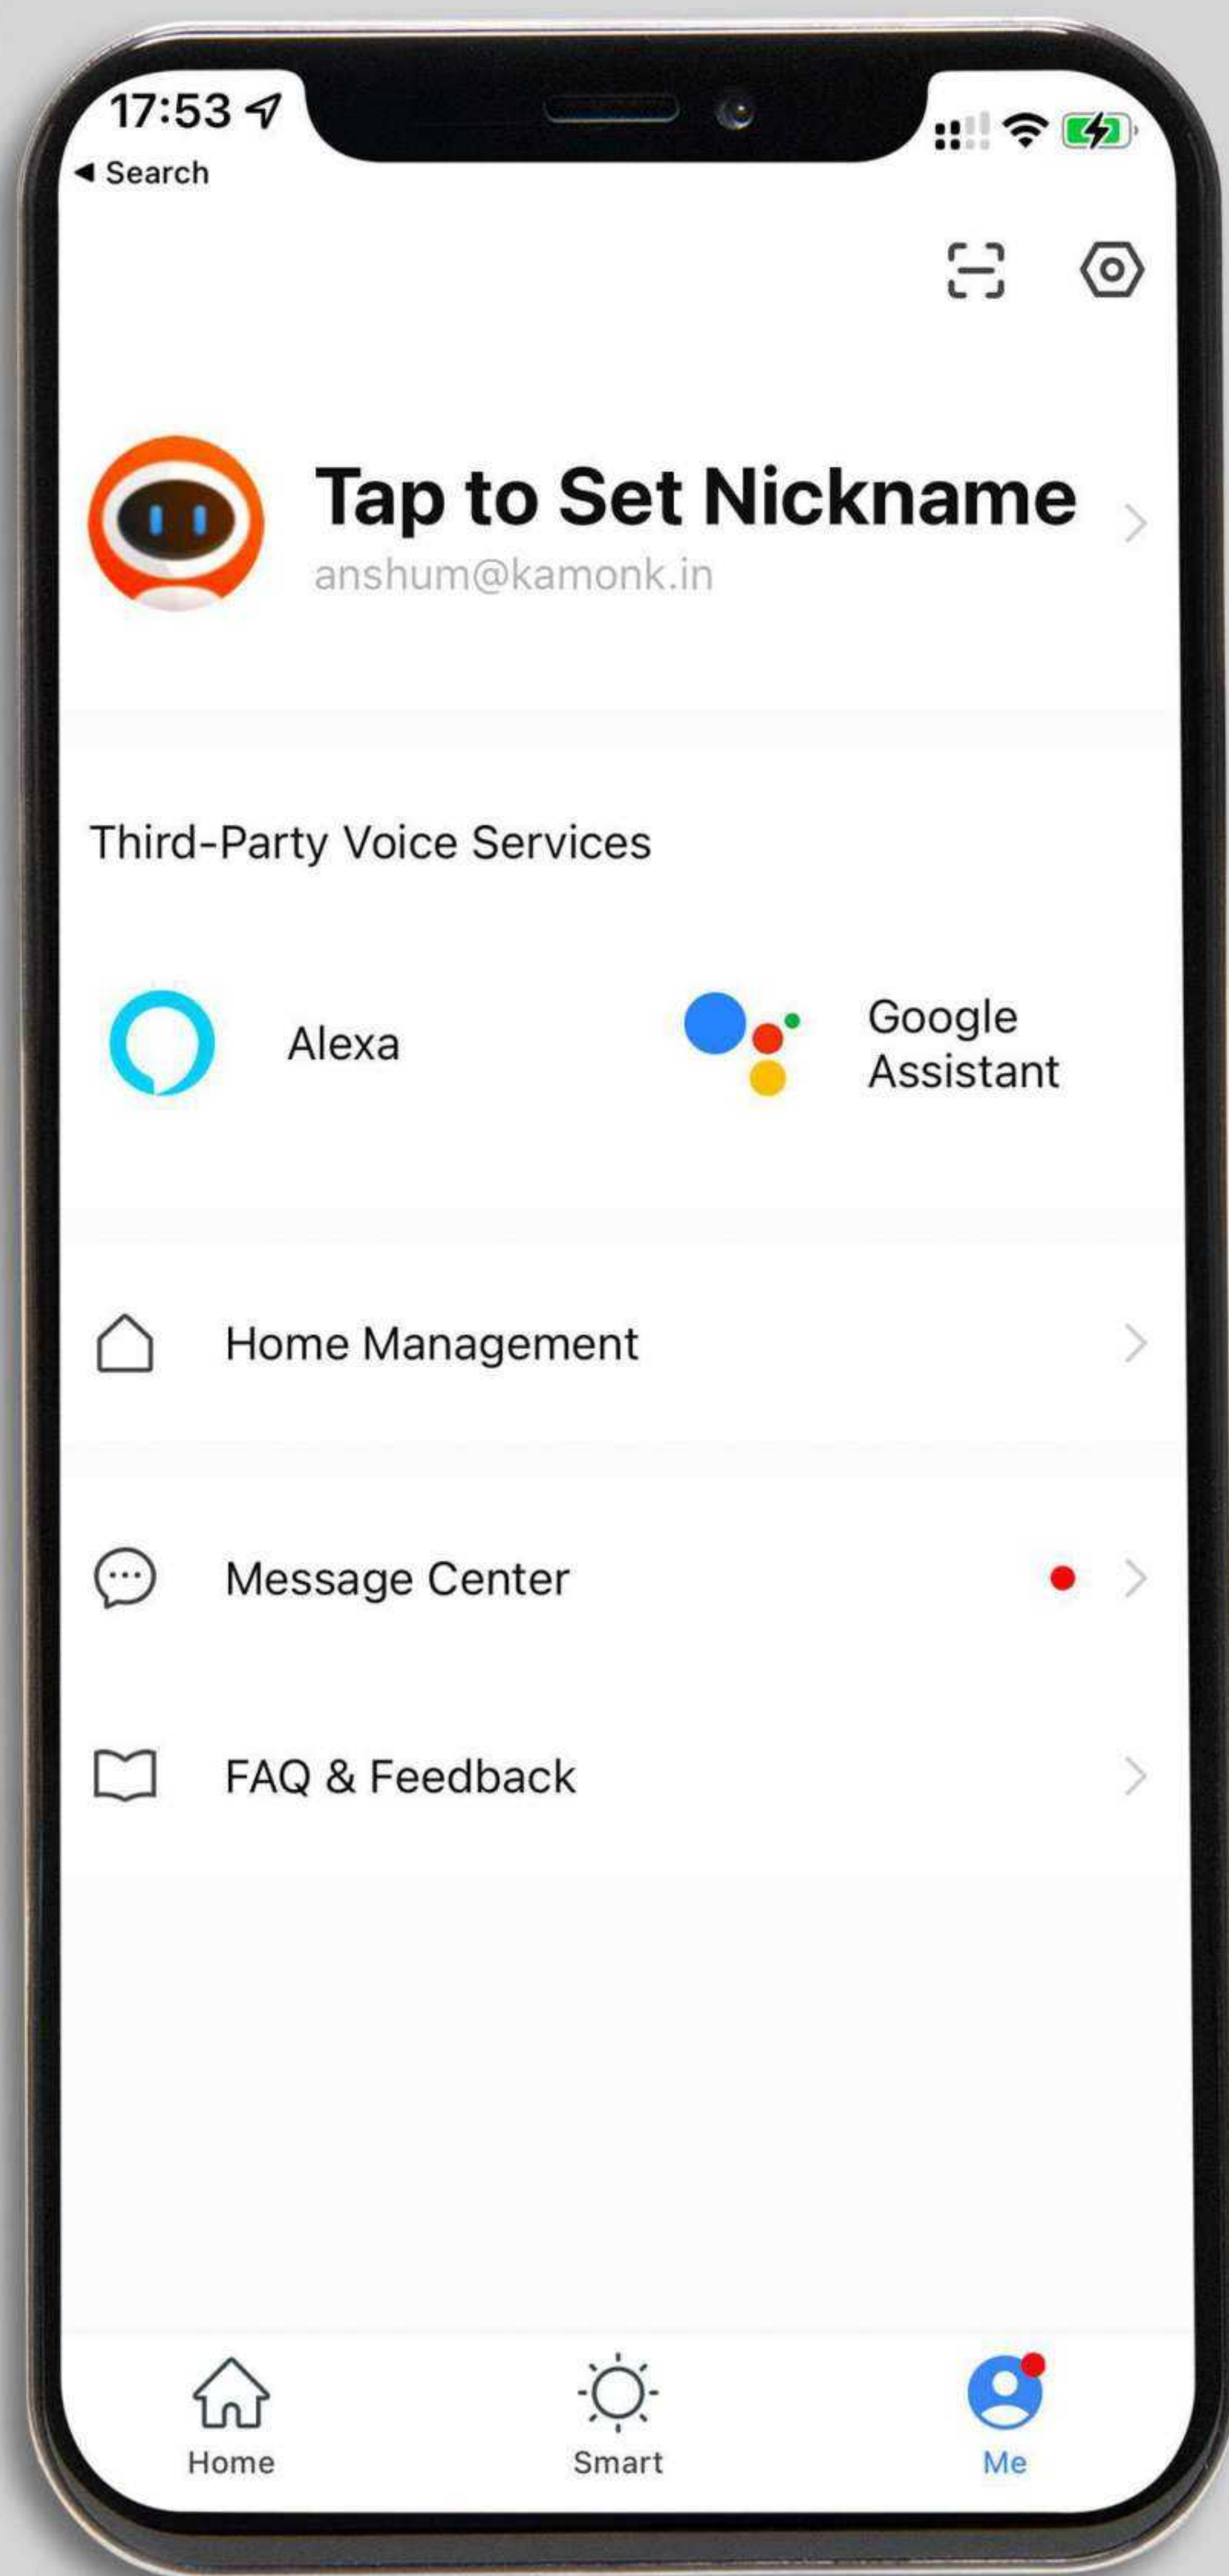 17:53
◀ Search
Tap to Set Nickname
anshum@kamonk.in
Third-Party Voice Services
Alexa
Google
Assistant
Home Management
Message Center
FAQ & Feedback
Home
Smart
Me